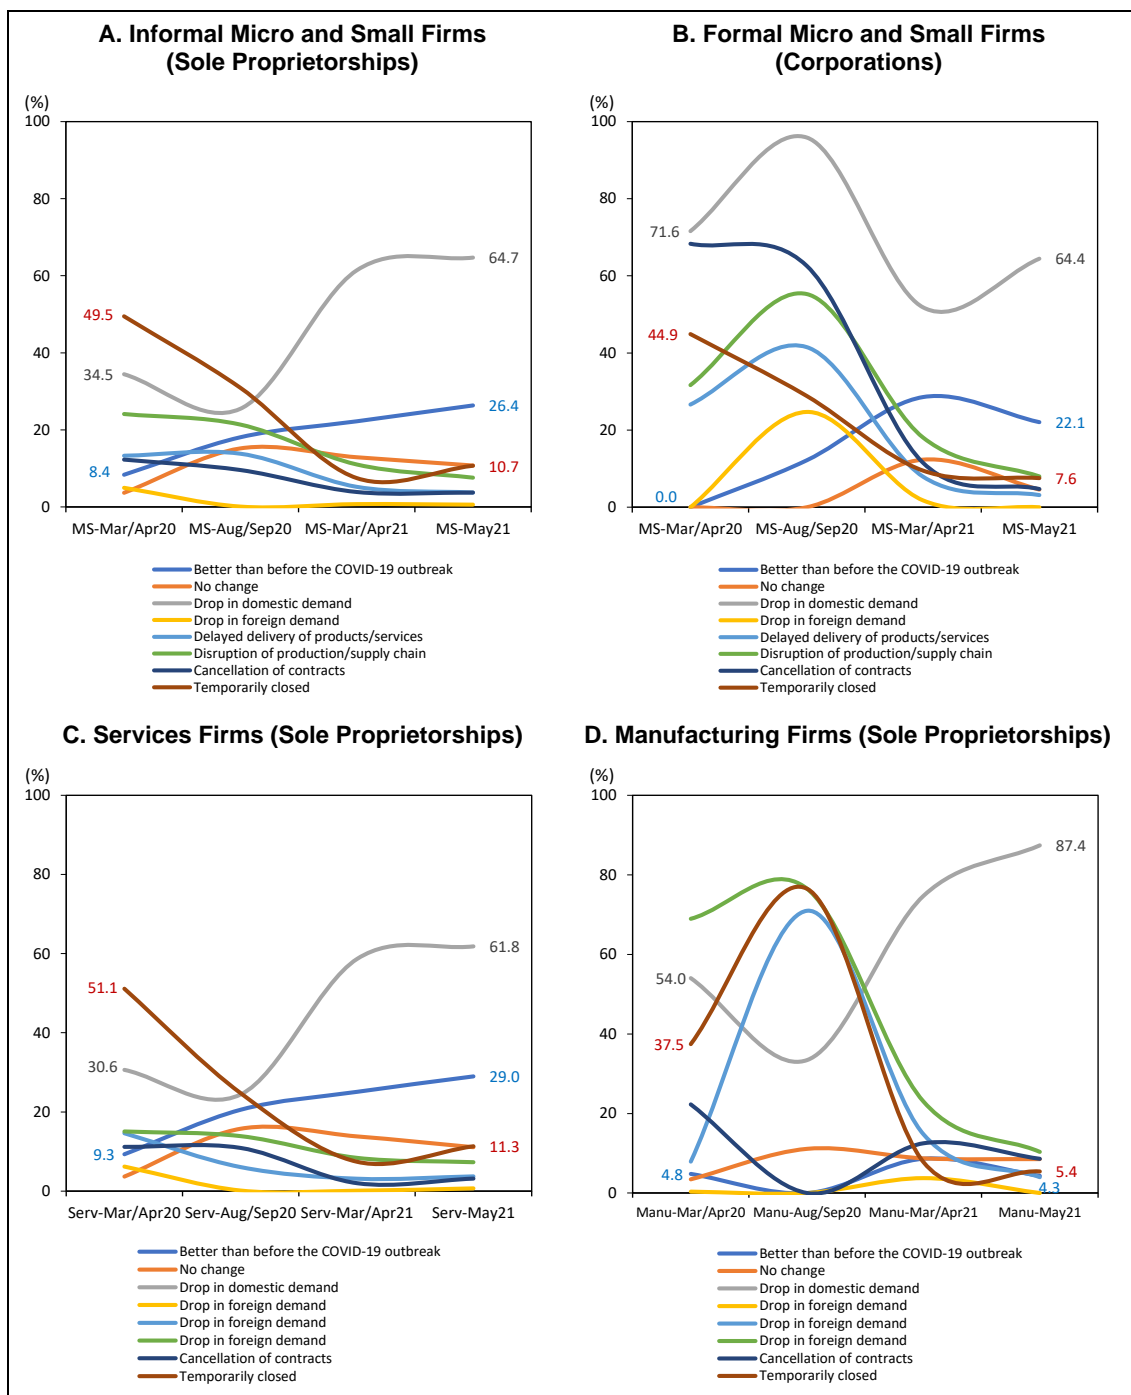 A. Informal Micro and Small Firms
(Sole Proprietorships)
(%)
100
80
60
40
20
0
49.5
34.5
8.4
64.7
26.4
10.7
MS-Mar/Apr20 MS-Aug/Sep20 MS-Mar/Apr21 MS-May21
Better than before the COVID-19 outbreak
No change
Drop in domestic demand
Drop in foreign demand
Delayed delivery of products/services
Disruption of production/supply chain
Cancellation of contracts
Temporarily closed
B. Formal Micro and Small Firms
(Corporations)
(%)
100
80
60
40
20
0
71.6
44.9
0.0
64.4
22.1
7.6
MS-Mar/Apr20 MS-Aug/Sep20 MS-Mar/Apr21 MS-May21
Better than before the COVID-19 outbreak
No change
Drop in domestic demand
Drop in foreign demand
Delayed delivery of products/services
Disruption of production/supply chain
Cancellation of contracts
Temporarily closed
C. Services Firms (Sole Proprietorships)
(%)
100
80
60
40
20
0
51.1
30.6
9.3
61.8
29.0
11.3
Serv-Mar/Apr20 Serv-Aug/Sep20 Serv-Mar/Apr21 Serv-May21
Better than before the COVID-19 outbreak
No change
Drop in domestic demand
Drop in foreign demand
Drop in foreign demand
Drop in foreign demand
Cancellation of contracts
Temporarily closed
D. Manufacturing Firms (Sole Proprietorships)
(%)
100
80
60
40
20
0
54.0
37.5
4.8
87.4
5.4
4.3
Manu-Mar/Apr20 Manu-Aug/Sep20 Manu-Mar/Apr21 Manu-May21
Better than before the COVID-19 outbreak
No change
Drop in domestic demand
Drop in foreign demand
Drop in foreign demand
Drop in foreign demand
Cancellation of contracts
Temporarily closed